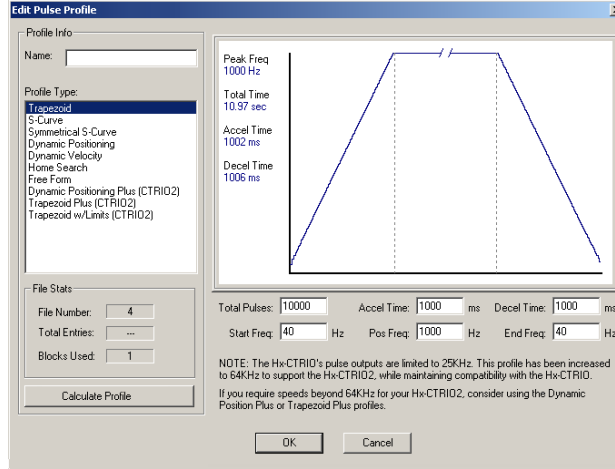 Edit Pulse Profile
Profile Info
Name:
Profile Type:
Trapezoid
S-Curve
Symmetrical S-Curve
Dynamic Positioning
Dynamic Velocity
Home Search
Free Form
Dynamic Positioning Plus (CTRIO2)
Trapezoid Plus (CTRIO2)
Trapezoid w/Limits (CTRIO2)
File Stats
File Number: 4
Total Entries: ---
Blocks Used: 1
Calculate Profile
Peak Freq
1000 Hz
Total Time
10.97 sec
Accel Time
1002 ms
Decel Time
1006 ms
Total Pulses: 10000 Accel Time: 1000 ms Decel Time: 1000 ms
Start Freq: 40 Hz Pos Freq: 1000 Hz End Freq: 40 Hz
NOTE: The Hx-CTRIO's pulse outputs are limited to 25KHz. This profile has been increased
to 64KHz to support the Hx-CTRIO2, while maintaining compatibility with the Hx-CTRIO.
If you require speeds beyond 64KHz for your Hx-CTRIO2, consider using the Dynamic
Position Plus or Trapezoid Plus profiles.
OK Cancel